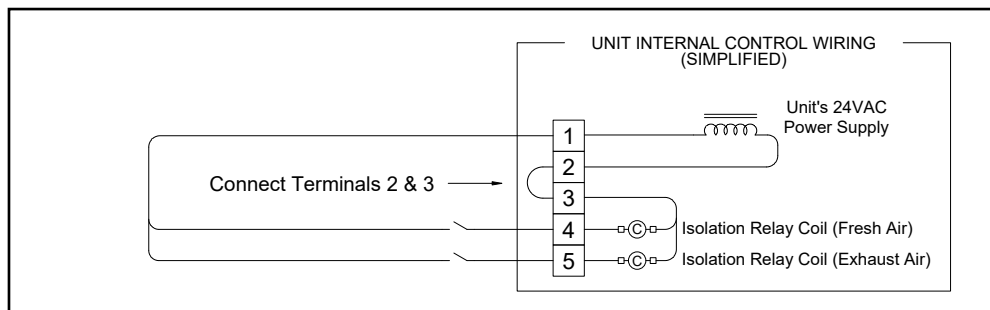 UNIT INTERNAL CONTROL WIRING
(SIMPLIFIED)
Unit's 24VAC
Power Supply
1
2
Connect Terminals 2 & 3
3
4
C
Isolation Relay Coil (Fresh Air)
5
C
Isolation Relay Coil (Exhaust Air)